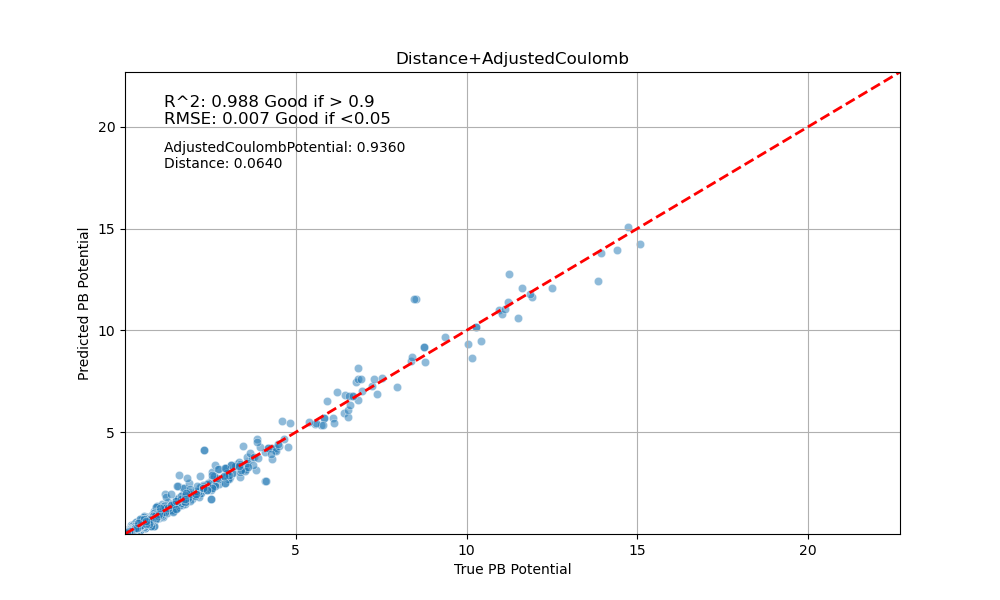 Distance+AdjustedCoulomb
R^2: 0.988 Good if > 0.9
RMSE: 0.007 Good if <0.05
AdjustedCoulombPotential: 0.9360
Distance: 0.0640
20
15
10
5
Predicted PB Potential
5
10
15
20
True PB Potential